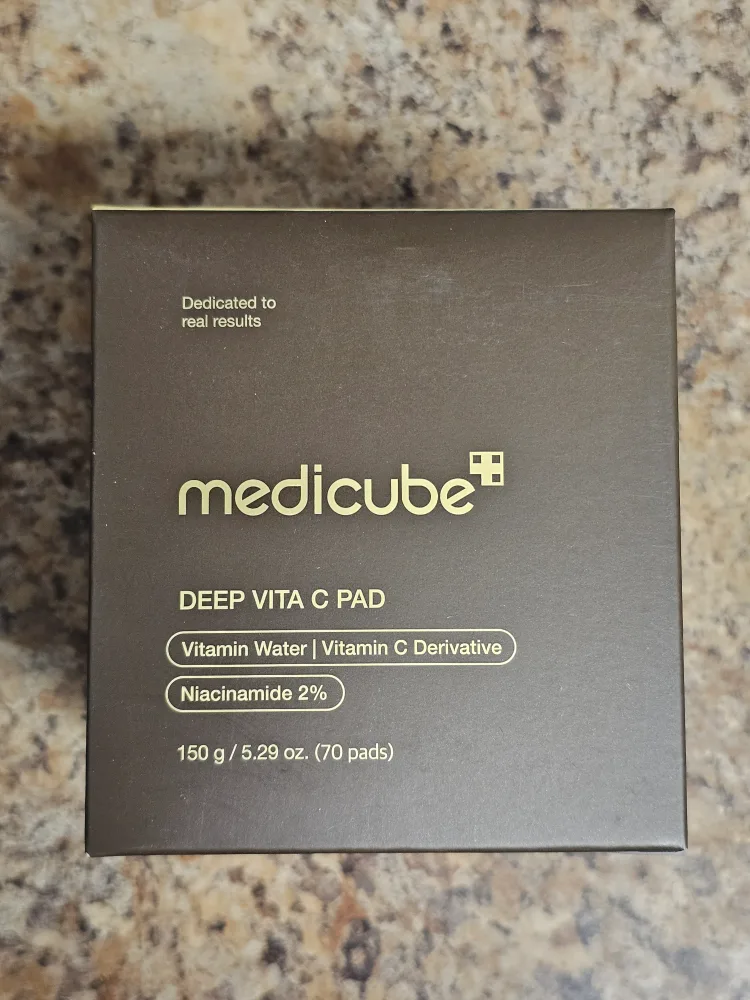 Dedicated to
real results
medicube
DEEP VITA C PAD
Vitamin Water | Vitamin C Derivative
Niacinamide 2%
150 g / 5.29 oz. (70 pads)